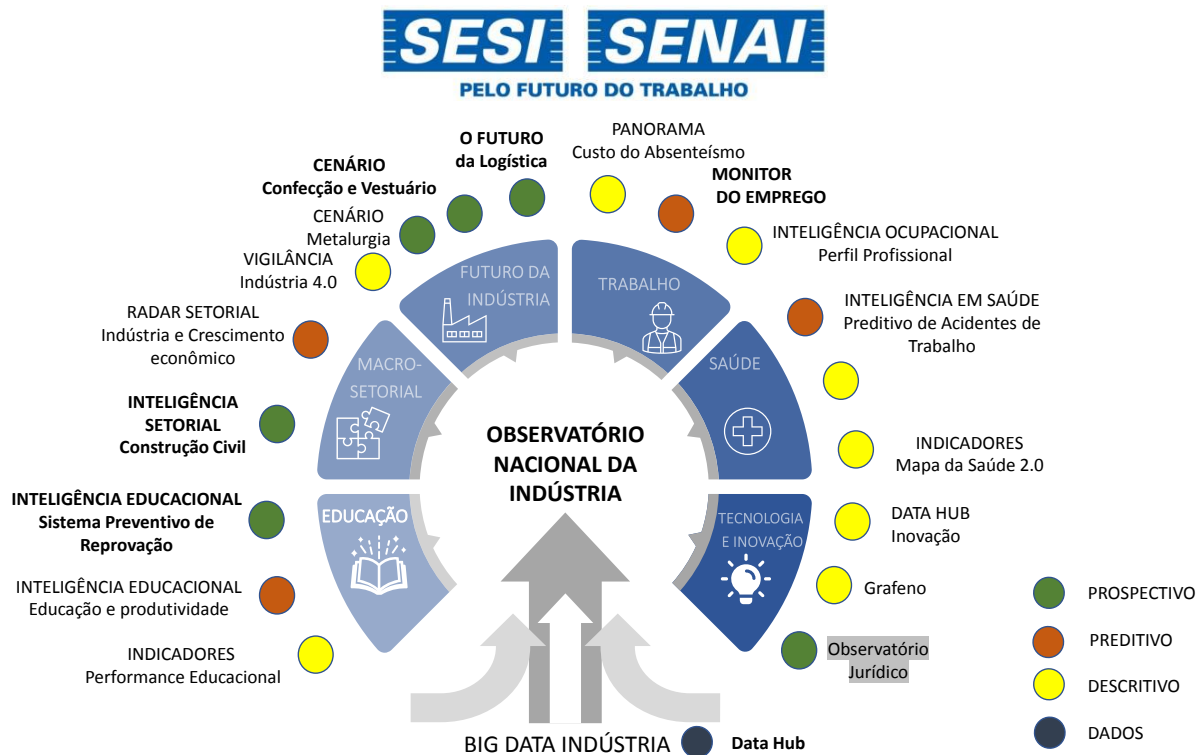 SESI SENAI
PELO FUTURO DO TRABALHO
O FUTURO
da Logística
PANORAMA
Custo do Absenteísmo
CENÁRIO
Confecção e Vestuário
MONITOR
DO EMPREGO
CENÁRIO
Metalurgia
INTELIGÊNCIA OCUPACIONAL
Perfil Profissional
VIGILÂNCIA
Indústria 4.0
FUTURO DA
INDÚSTRIA
TRABALHO
RADAR SETORIAL
Indústria e Crescimento
econômico
INTELIGÊNCIA EM SAÚDE
Preditivo de Acidentes de
Trabalho
MACRO-
SETORIAL
SAÚDE
INTELIGÊNCIA
SETORIAL
Construção Civil
OBSERVATÓRIO
NACIONAL DA
INDÚSTRIA
INDICADORES
Mapa da Saúde 2.0
INTELIGÊNCIA EDUCACIONAL
Sistema Preventivo de
Reprovação
EDUCAÇÃO
TECNOLOGIA
E INOVAÇÃO
DATA HUB
Inovação
INTELIGÊNCIA EDUCACIONAL
Educação e produtividade
Grafeno
INDICADORES
Performance Educacional
Observatório
Jurídico
PROSPECTIVO
PREDITIVO
DESCRITIVO
DADOS
BIG DATA INDÚSTRIA
Data Hub